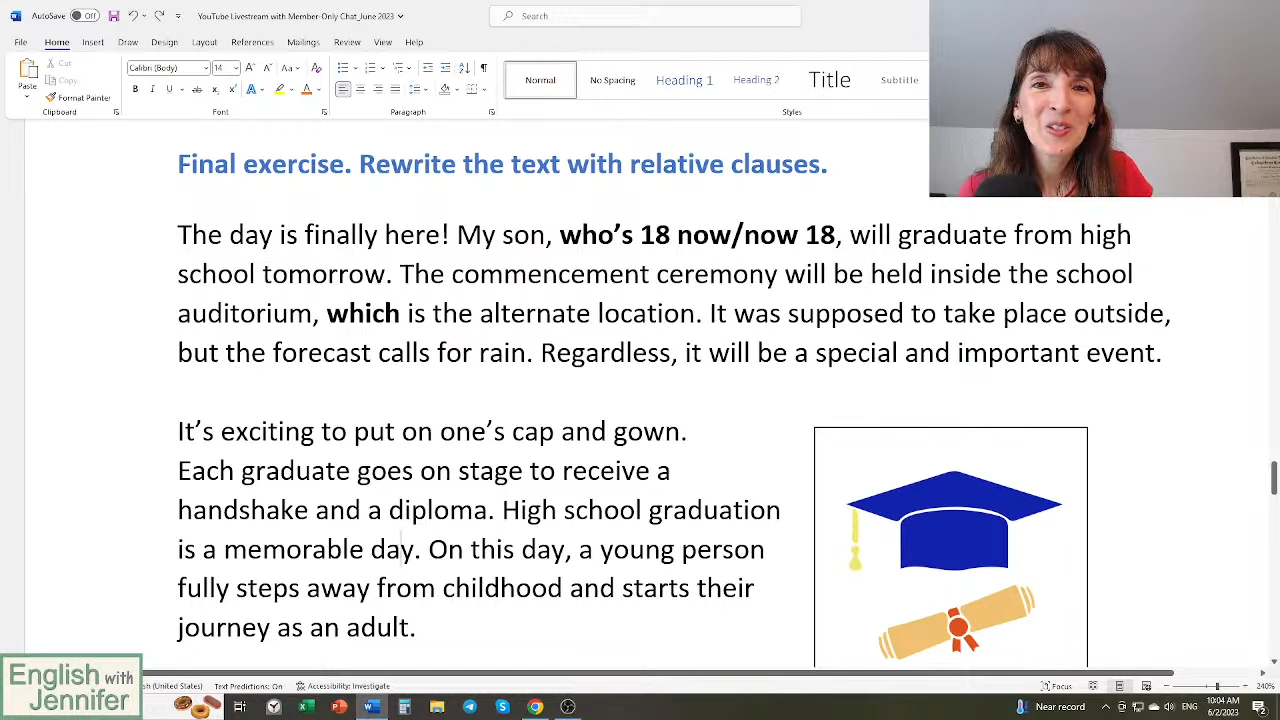 AutoSave Off YouTube Livestream with Member-Only Chat_June 2023 Search
File Home Insert Draw Design Layout References Mailings Review View Help
Paste Cut Copy Format Painter Calibri (Body) 14 Normal No Spacing Heading 1 Heading 2 Title Subtitle
Clipboard Font Paragraph Styles
Final exercise. Rewrite the text with relative clauses.
The day is finally here! My son, who’s 18 now/now 18, will graduate from high
school tomorrow. The commencement ceremony will be held inside the school
auditorium, which is the alternate location. It was supposed to take place outside,
but the forecast calls for rain. Regardless, it will be a special and important event.
It’s exciting to put on one’s cap and gown.
Each graduate goes on stage to receive a
handshake and a diploma. High school graduation
is a memorable day. On this day, a young person
fully steps away from childhood and starts their
journey as an adult.
English with
Jennifer
sh (United States) Text Predictions: On Accessibility: Investigate Focus 240%
Near record 10:04 AM
6/2/2023